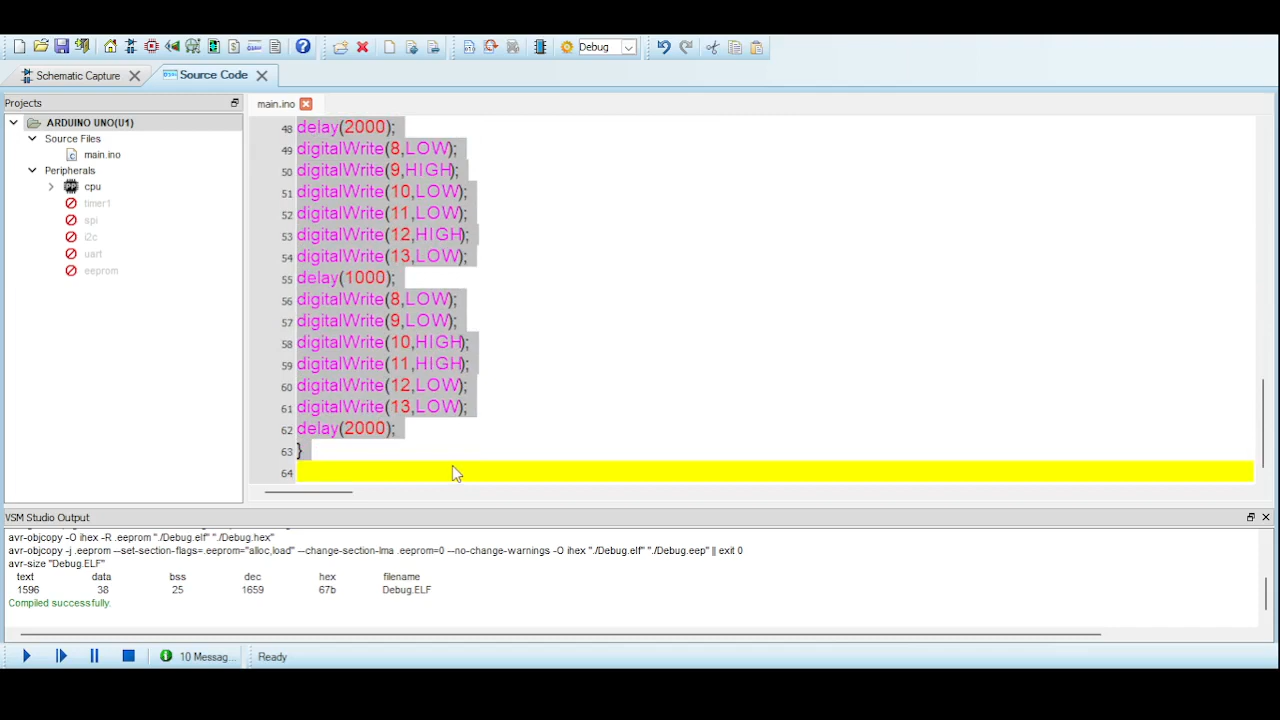 Debug
Schematic Capture
Source Code
Projects
main.ino
ARDUINO UNO(U1)
Source Files
main.ino
Peripherals
cpu
timer1
spi
i2c
uart
eeprom
48 delay(2000);
49 digitalWrite(8,LOW);
50 digitalWrite(9,HIGH);
51 digitalWrite(10,LOW);
52 digitalWrite(11,LOW);
53 digitalWrite(12,HIGH);
54 digitalWrite(13,LOW);
55 delay(1000);
56 digitalWrite(8,LOW);
57 digitalWrite(9,LOW);
58 digitalWrite(10,HIGH);
59 digitalWrite(11,HIGH);
60 digitalWrite(12,LOW);
61 digitalWrite(13,LOW);
62 delay(2000);
63 }
64
VSM Studio Output
avr-objcopy -O ihex -R .eeprom "./Debug.elf" "./Debug.hex"
avr-objcopy -j .eeprom --set-section-flags=.eeprom="alloc,load" --change-section-lma .eeprom=0 --no-change-warnings -O ihex "./Debug.elf" "./Debug.eep" || exit 0
avr-size "Debug.ELF"
text data bss dec hex filename
1596 38 25 1659 67b Debug.ELF
Compiled successfully.
10 Messag...
Ready